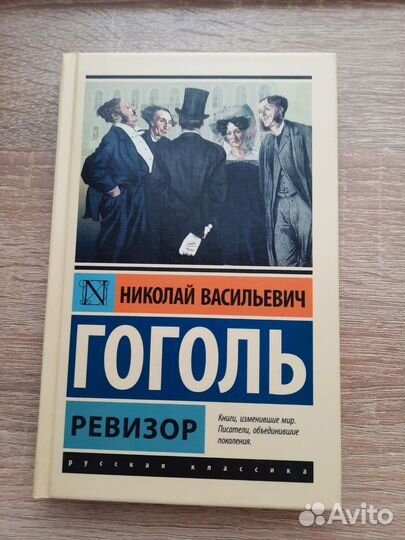 N
НИКОЛАЙ ВАСИЛЬЕВИЧ
ГОГОЛЬ
РЕВИЗОР
Книги, изменившие мир.
Писатели, объединившие
поколения.
русская классика
Avito